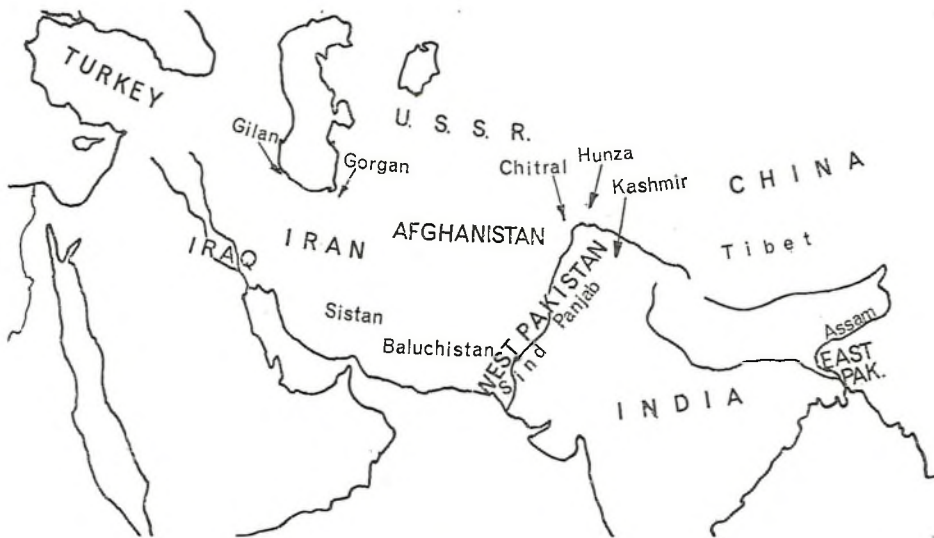 TURKEY
U. S. S. R.
Gilan
Gorgan
Chitral
Hunza
Kashmir
CHINA
Tibet
IRAQ
IRAN
AFGHANISTAN
WEST PAKISTAN
Panjab
Sistan
Baluchistan
Sind
INDIA
Assam
EAST
PAK.